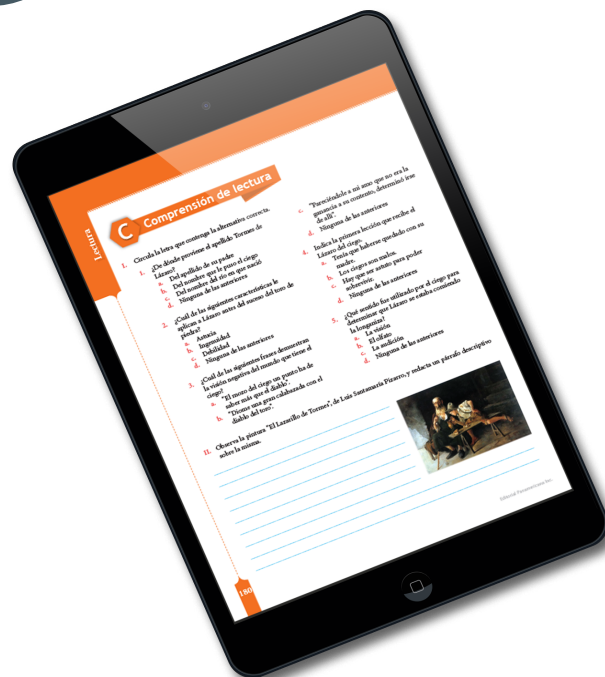 Lectura
C Comprensión de lectura
I. Circula la letra que contenga la alternativa correcta.
1. ¿De dónde proviene el apellido Tormes de
Lázaro?
a. Del apellido de su padre
b. Del nombre que le puso el ciego
c. Del nombre del río en que nació
d. Ninguna de las anteriores
2. ¿Cuál de las siguientes características le
aplican a Lázaro antes del suceso del toro de
piedra?
a. Astucia
b. Ingenuidad
c. Debilidad
d. Ninguna de las anteriores
3. ¿Cuál de las siguientes frases demuestran
la visión negativa del mundo que tiene el
ciego?
a. "El mozo del ciego un punto ha de
saber más que el diablo".
b. "Diome una gran calabazada con el
diablo del toro".
c. "Pareciéndole a mi amo que no era la
ganancia a su contento, determinó irse
de allí".
d. Ninguna de las anteriores
4. Indica la primera lección que recibe el
Lázaro del ciego.
a. Tenía que haberse quedado con su
madre.
b. Los ciegos son malos.
c. Hay que ser astuto para poder
sobrevivir.
d. Ninguna de las anteriores
5. ¿Qué sentido fue utilizado por el ciego para
determinar que Lázaro se estaba comiendo
la longaniza?
a. La visión
b. El olfato
c. La audición
d. Ninguna de las anteriores
II. Observa la pintura "El Lazarillo de Tormes", de Luis Santamaría Pizarro, y redacta un párrafo descriptivo
sobre la misma.
Editorial Panamericana Inc.
180